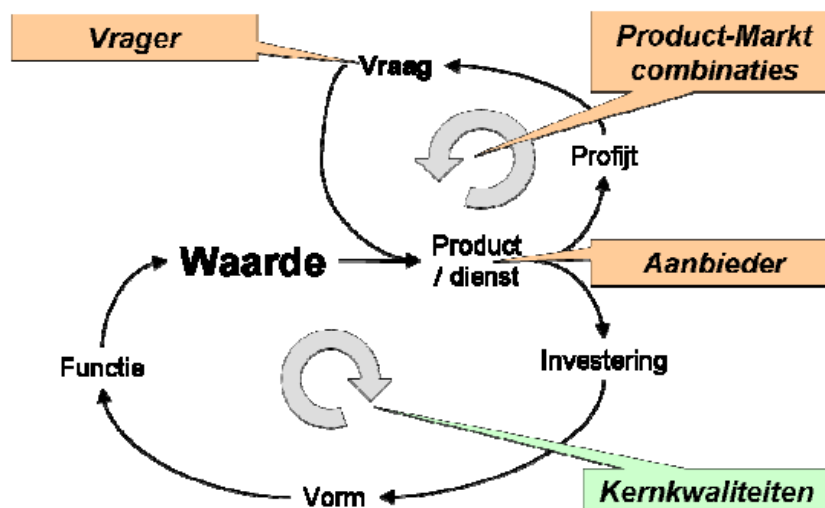 Vrager
Product-Markt
combinaties
Vraag
Profijt
Waarde
Product
/ dienst
Aanbieder
Functie
Investering
Vorm
Kernkwaliteiten